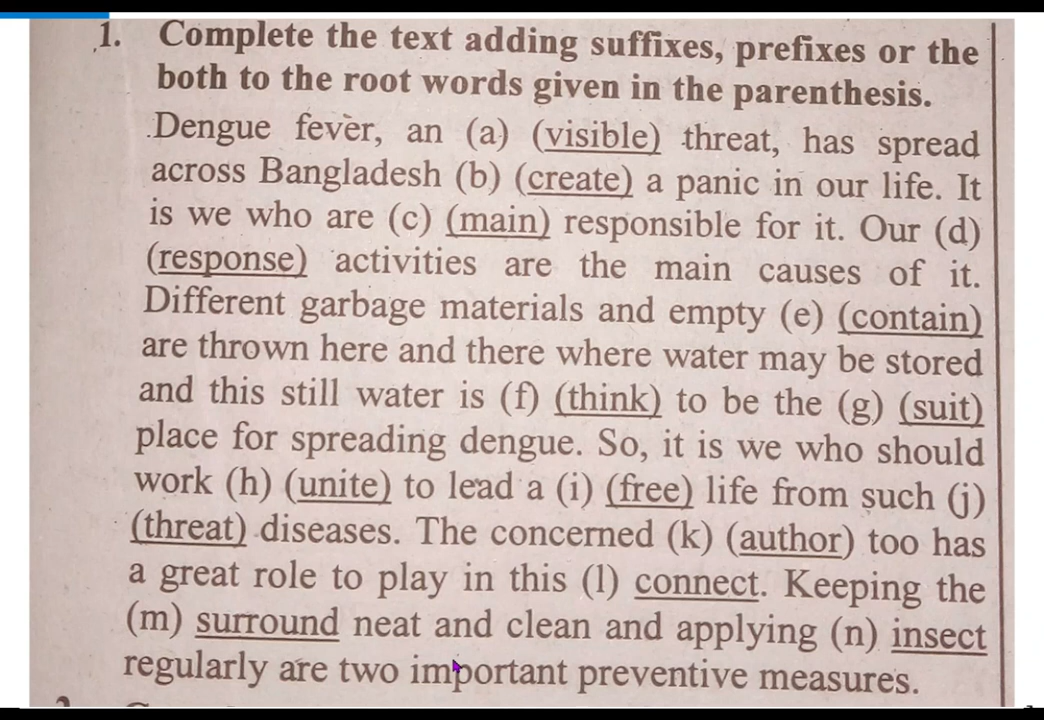 1. Complete the text adding suffixes, prefixes or the
both to the root words given in the parenthesis.
Dengue fever, an (a) (visible) threat, has spread
across Bangladesh (b) (create) a panic in our life. It
is we who are (c) (main) responsible for it. Our (d)
(response) activities are the main causes of it.
Different garbage materials and empty (e) (contain)
are thrown here and there where water may be stored
and this still water is (f) (think) to be the (g) (suit)
place for spreading dengue. So, it is we who should
work (h) (unite) to lead a (i) (free) life from such (j)
(threat) diseases. The concerned (k) (author) too has
a great role to play in this (l) connect. Keeping the
(m) surround neat and clean and applying (n) insect
regularly are two important preventive measures.